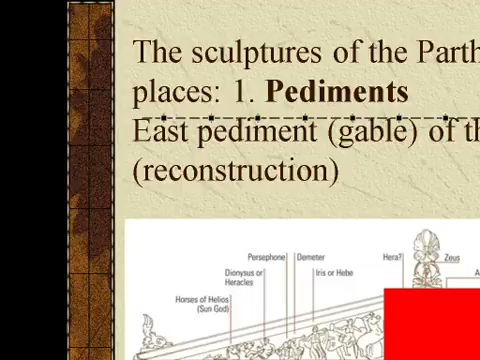 The sculptures of the Parth
places: 1. Pediments
East pediment (gable) of th
(reconstruction)
Persephone
Demeter
Hera?
Zeus
Dionysus or
Heracles
Iris or Hebe
A
Horses of Helios
(Sun God)